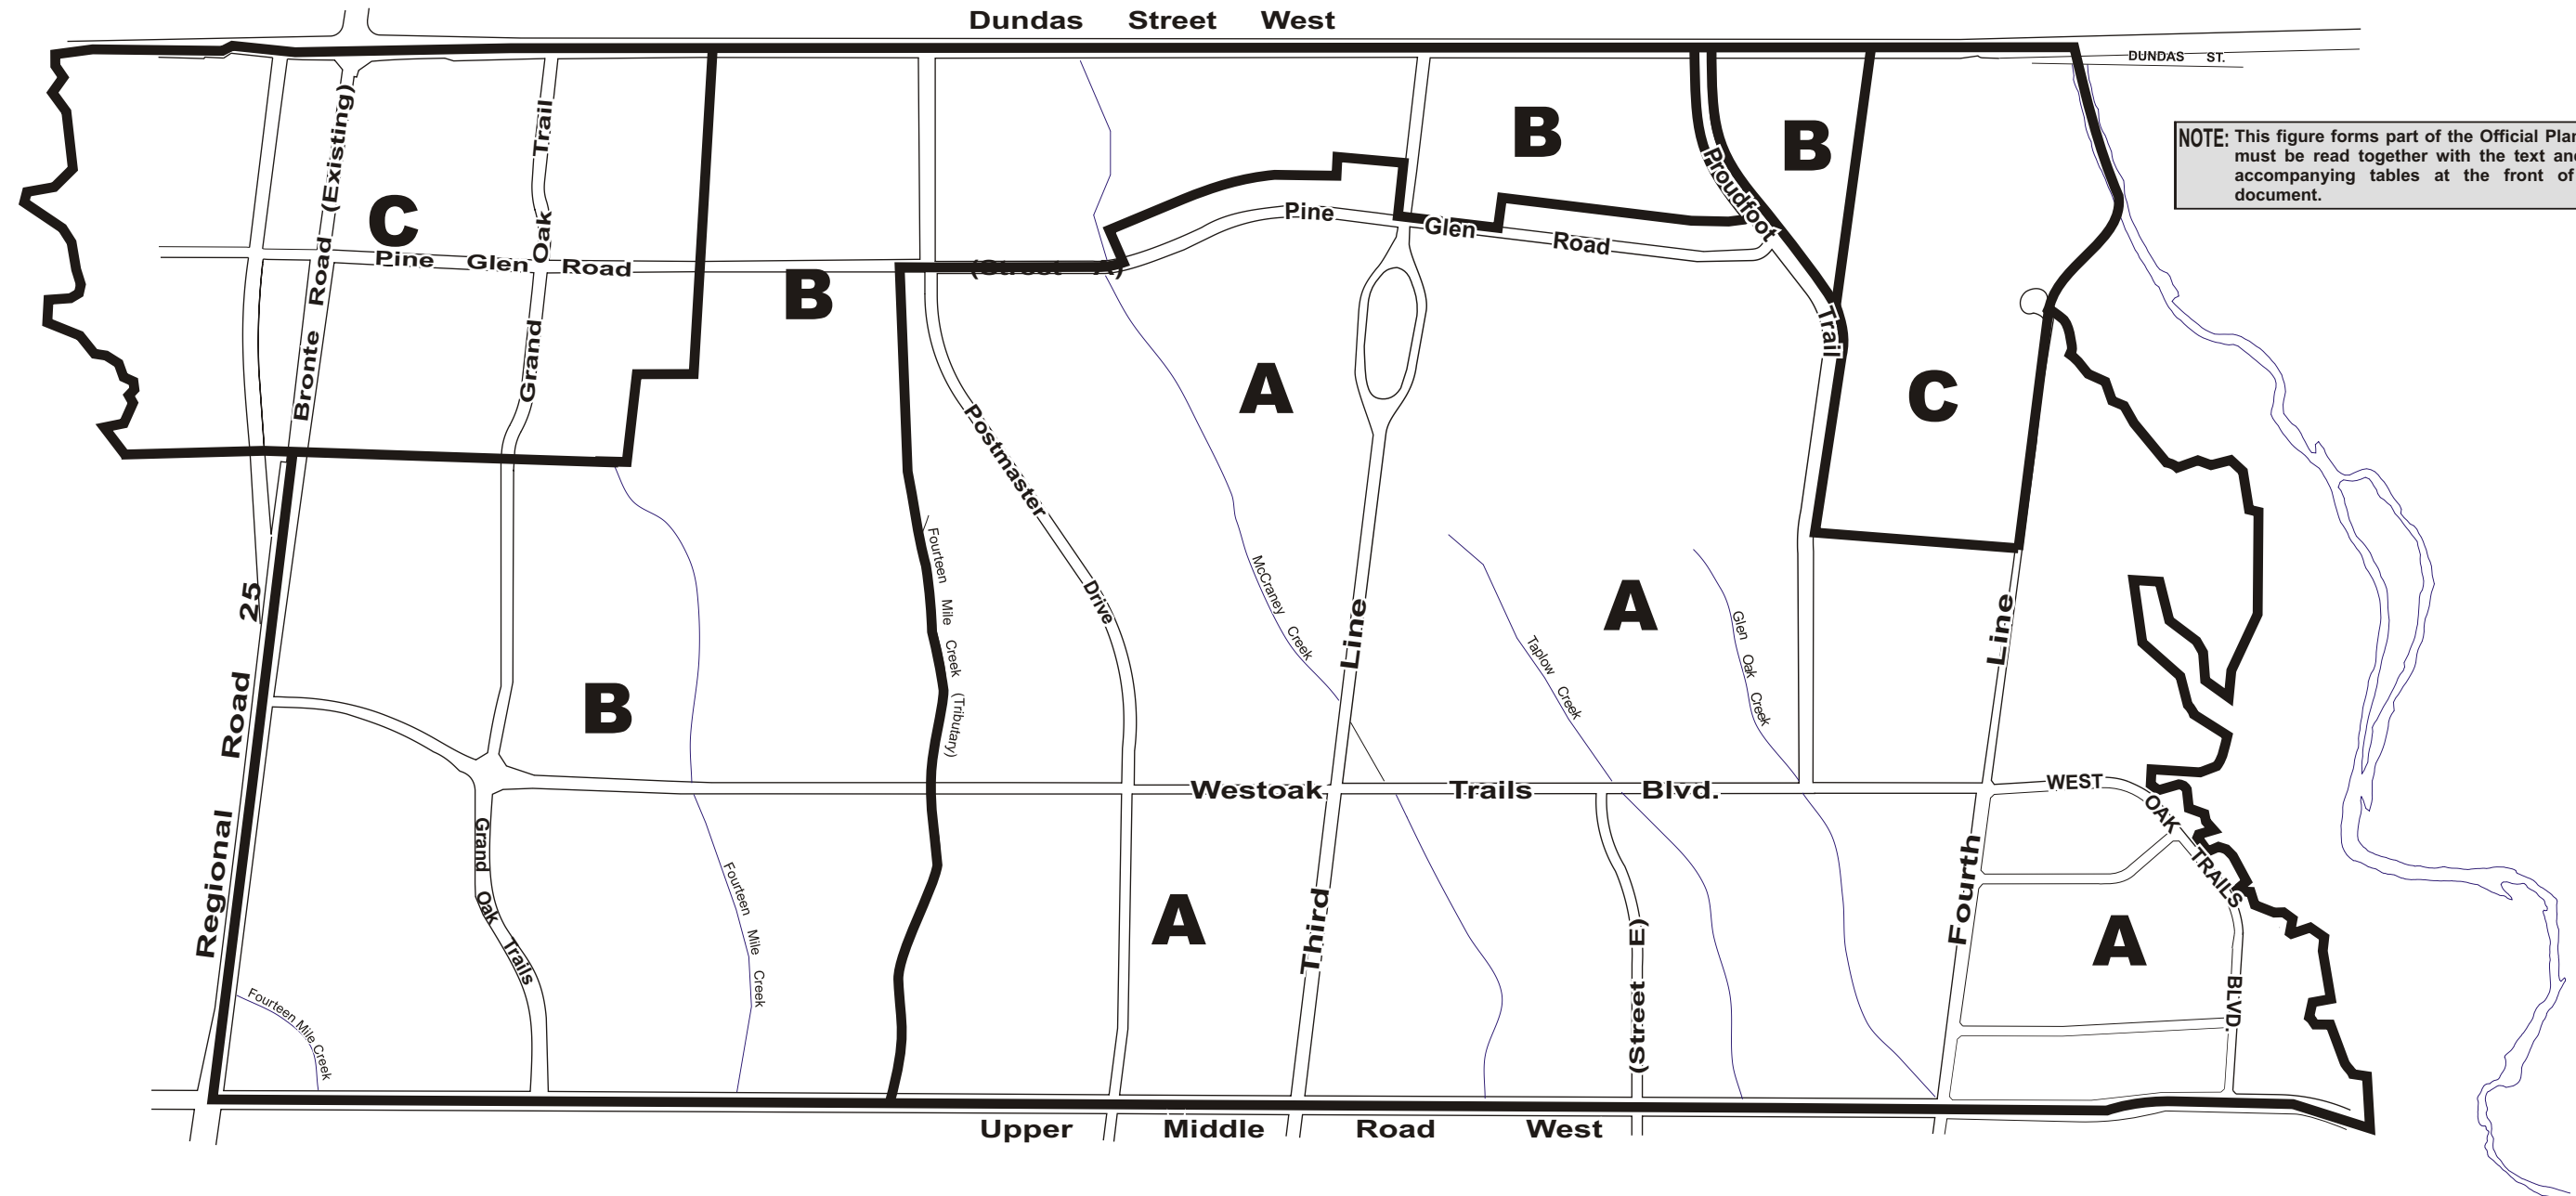 Dundas Street West
DUNDAS ST.
NOTE: This figure forms part of the Official Plan
must be read together with the text and
accompanying tables at the front of
document.
B
B
C
Bronte Road (Existing)
Grand Oak Trail
Proudfoot Trail
Pine Glen Road
Pine Glen Road
(Street A)
B
A
C
Postmaster Drive
Fourteen Mile Creek (Tributary)
McCraney Creek
Taplow Creek
Glen Oak Creek
A
B
Regional Road 25
Third Line
Fourth Line
Westoak Trails Blvd.
WEST OAK TRAILS BLVD.
Grand Oak Trails
Fourteen Mile Creek
Fourteen Mile Creek
A
A
(Street E)
Upper Middle Road West